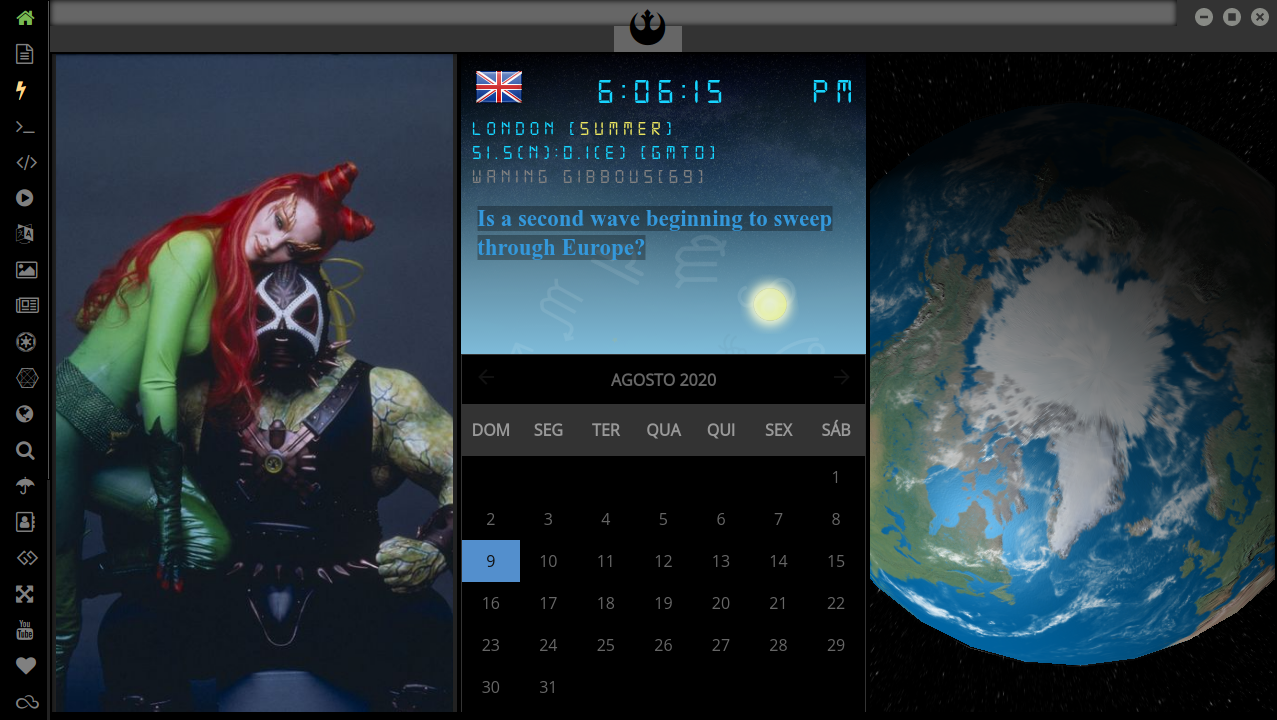 6:06:15 PM
LONDON (SUMMER)
51.5(N):0.1(E) (GMT0)
WANING GIBBOUS(69)
Is a second wave beginning to sweep
through Europe?
AGOSTO 2020
DOM SEG TER QUA QUI SEX SÁB
1
2 3 4 5 6 7 8
9 10 11 12 13 14 15
16 17 18 19 20 21 22
23 24 25 26 27 28 29
30 31
You
Tube